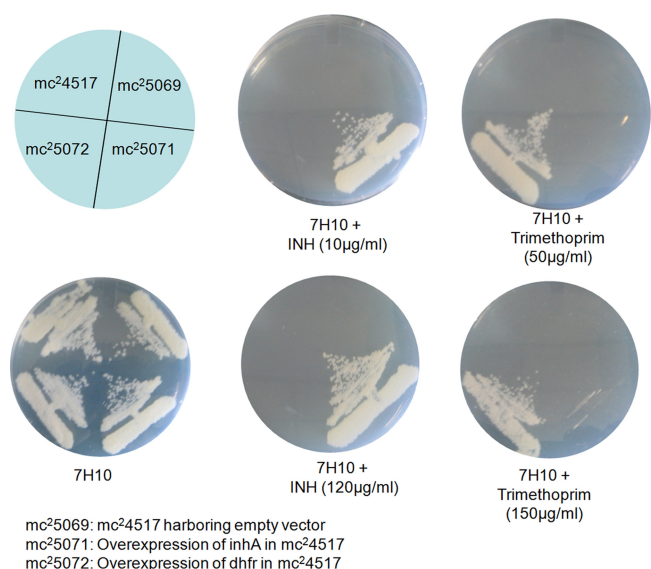 mc²4517
mc²5069
mc²5072
mc²5071
7H10 +
INH (10µg/ml)
7H10 +
Trimethoprim
(50µg/ml)
7H10
7H10 +
INH (120µg/ml)
7H10 +
Trimethoprim
(150µg/ml)
mc²5069: mc²4517 harboring empty vector
mc²5071: Overexpression of inhA in mc²4517
mc²5072: Overexpression of dhfr in mc²4517